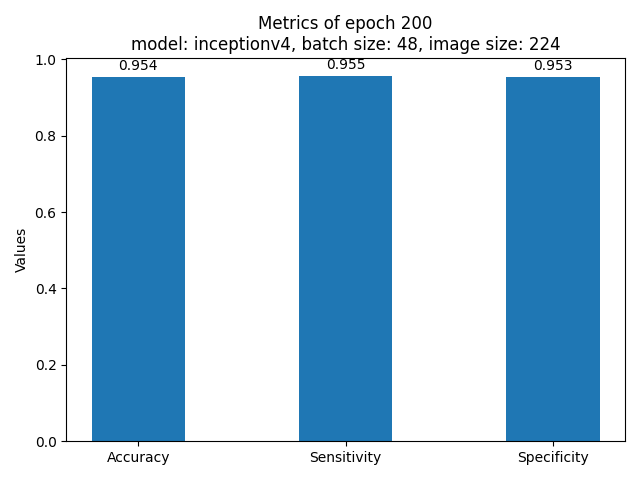 Metrics of epoch 200
model: inceptionv4, batch size: 48, image size: 224
1.0
0.954
0.955
0.953
0.8
0.6
Values
0.4
0.2
0.0
Accuracy
Sensitivity
Specificity